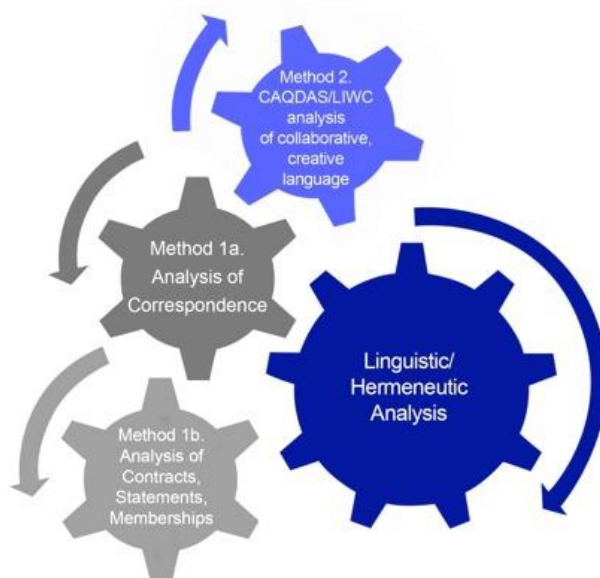 Method 2.
CAQDAS/LIWC
analysis
of collaborative,
creative
language
Method 1a.
Analysis of
Correspondence
Linguistic/
Hermeneutic
Analysis
Method 1b.
Analysis of
Contracts,
Statements,
Memberships